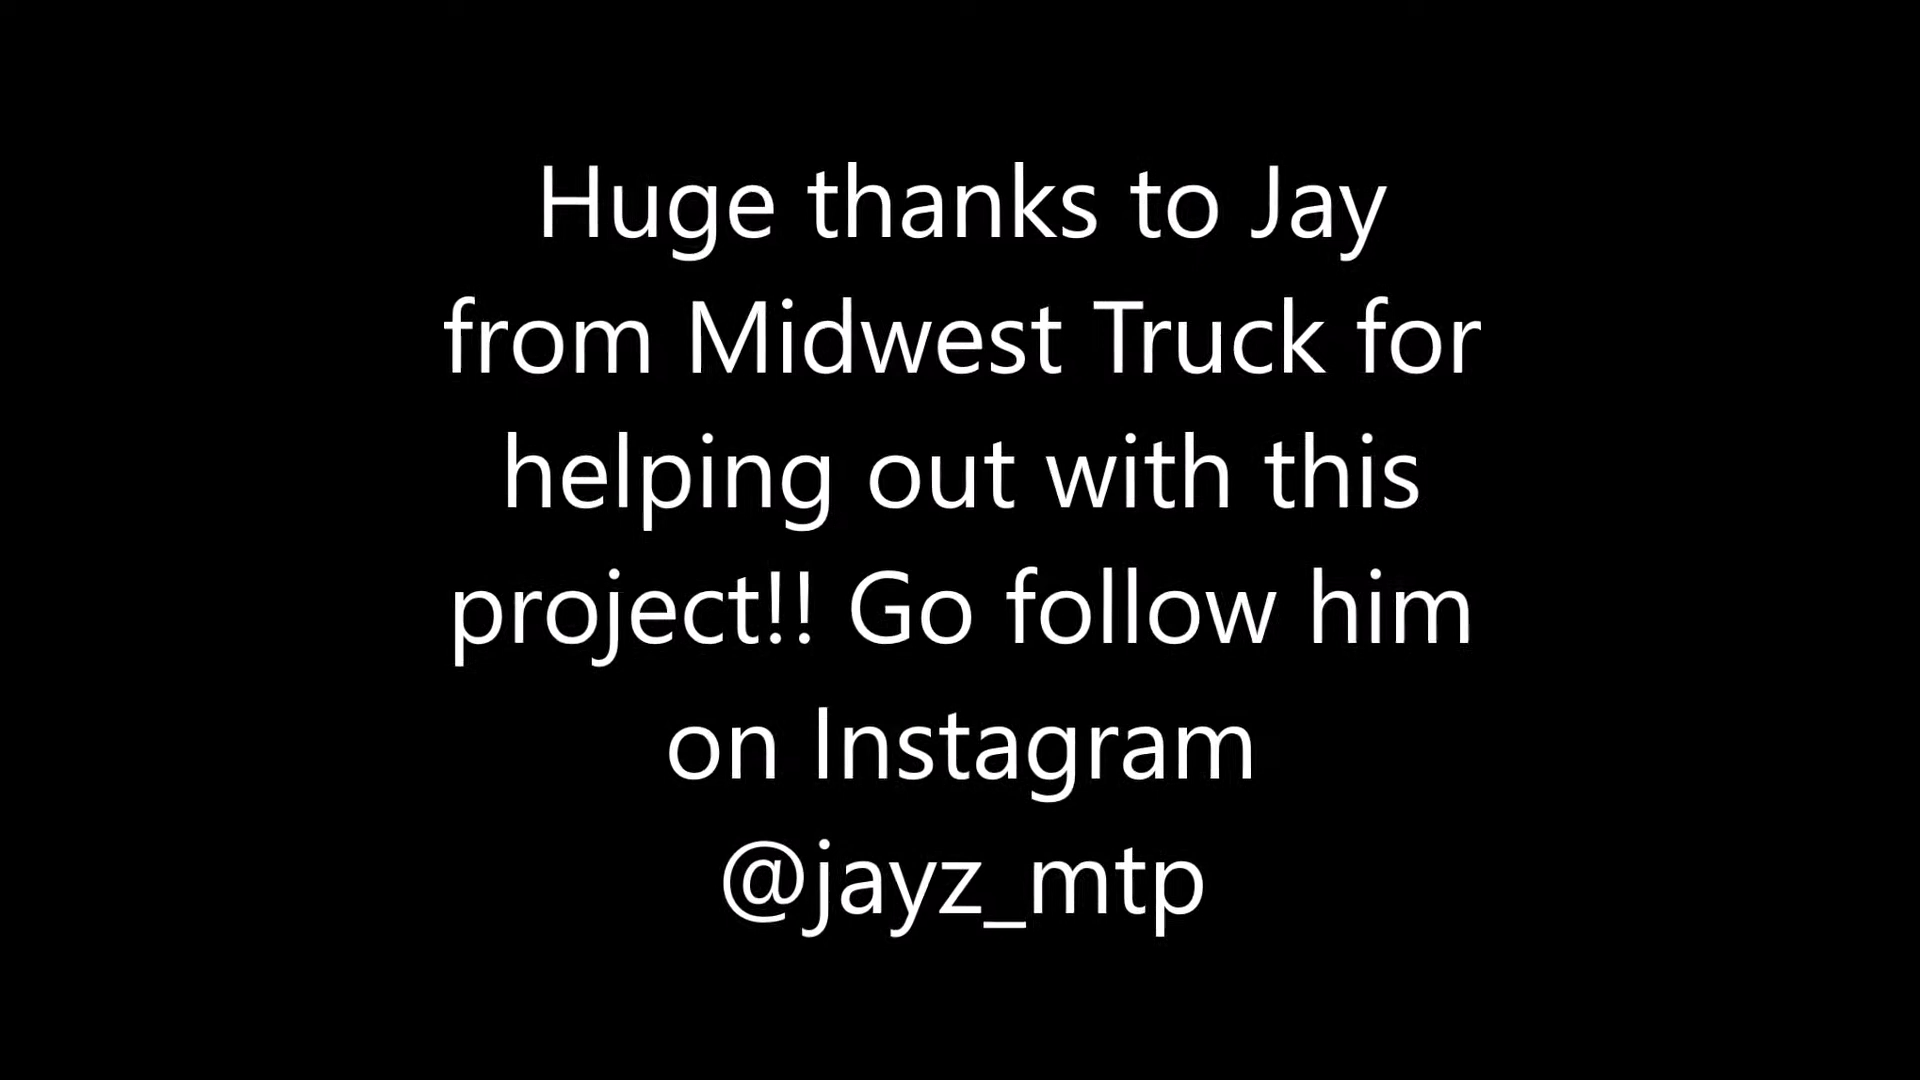 Huge thanks to Jay
from Midwest Truck for
helping out with this
project!! Go follow him
on Instagram
@jayz_mtp